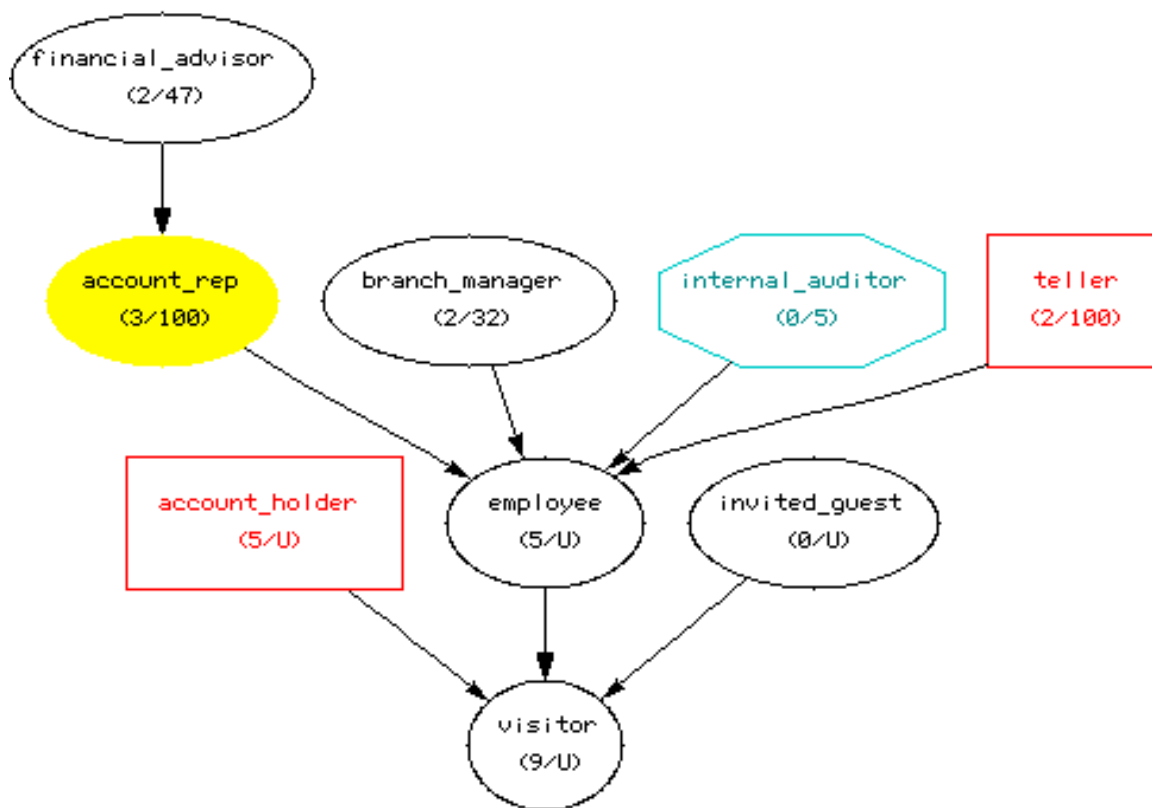 financial_advisor
(2/47)
account_rep
(3/100)
branch_manager
(2/32)
internal_auditor
(0/5)
teller
(2/100)
account_holder
(5/U)
employee
(5/U)
invited_guest
(0/U)
visitor
(9/U)